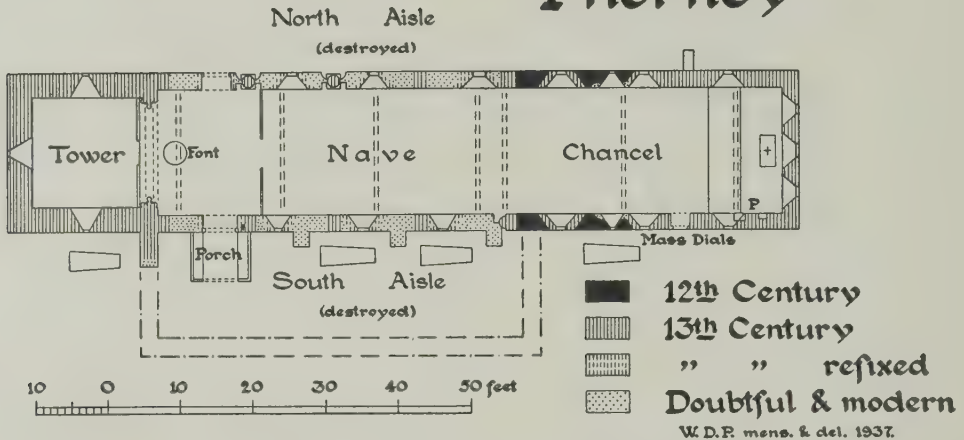 Thorney
North Aisle
(destroyed)
Tower
Font
Nave
Chancel
P
Porch
Mass Dials
South Aisle
(destroyed)
12th Century
13th Century
" " refixed
Doubtful & modern
10 0 10 20 30 40 50 feet
W.D.P. mens. & del. 1937.